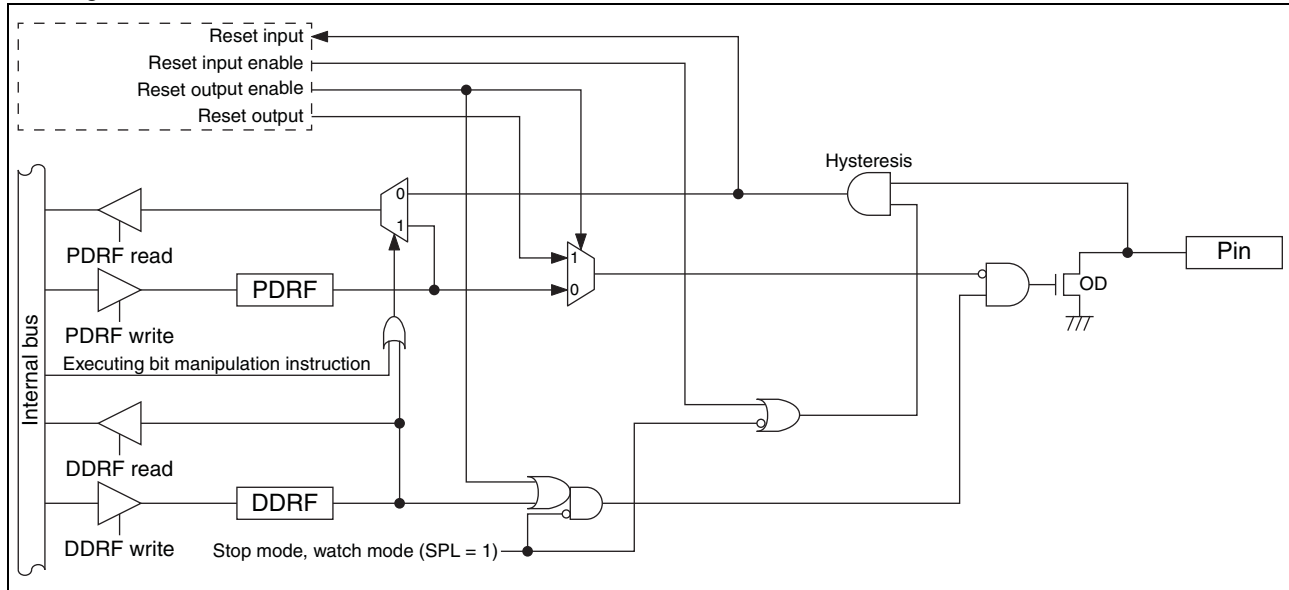 Reset input
Reset input enable
Reset output enable
Reset output
Hysteresis
0
1
PDRF read
1
Pin
PDRF
0
OD
PDRF write
Executing bit manipulation instruction
Internal bus
DDRF read
DDRF
DDRF write
Stop mode, watch mode (SPL = 1)